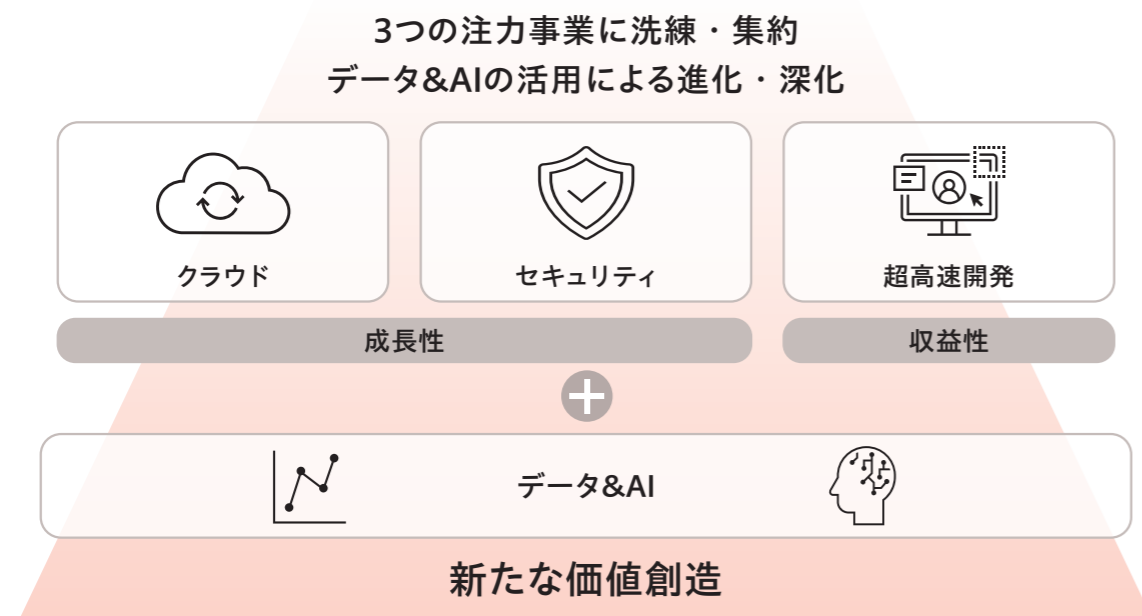 3つの注力事業に洗練・集約
データ&AIの活用による進化・深化
クラウド
セキュリティ
超高速開発
成長性
収益性
データ&AI
新たな価値創造